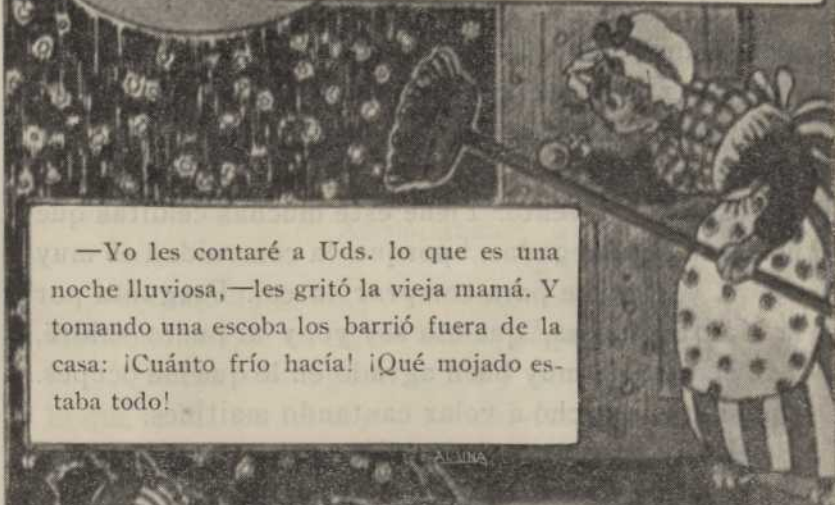 —Yo les contaré a Uds. lo que es una
noche lluviosa,—les gritó la vieja mamá. Y
tomando una escoba los barrió fuera de la
casa: ¡Cuánto frío hacía! ¡Qué mojado es-
taba todo!